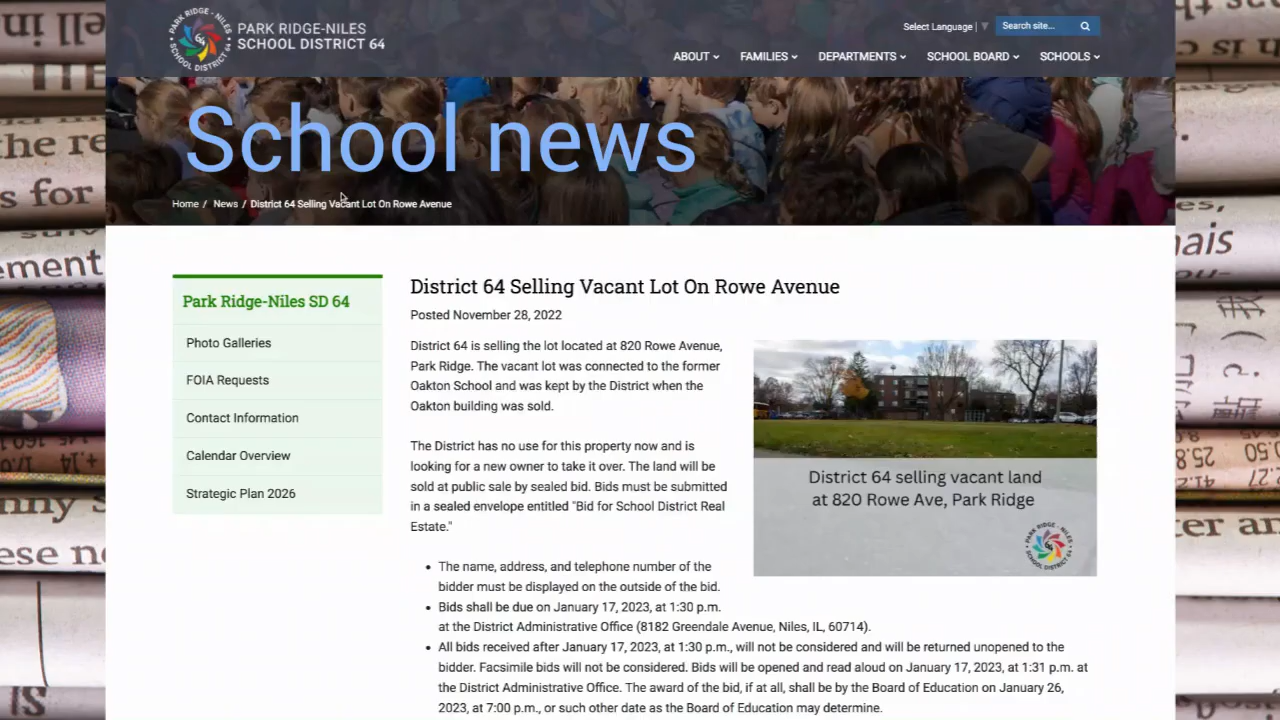 PARK RIDGE-NILES
SCHOOL DISTRICT 64
PARK RIDGE-NILES
SCHOOL DISTRICT 64
Select Language
Search site...
ABOUT
FAMILIES
DEPARTMENTS
SCHOOL BOARD
SCHOOLS
School news
Home / News / District 64 Selling Vacant Lot On Rowe Avenue
Park Ridge-Niles SD 64
Photo Galleries
FOIA Requests
Contact Information
Calendar Overview
Strategic Plan 2026
District 64 Selling Vacant Lot On Rowe Avenue
Posted November 28, 2022
District 64 is selling the lot located at 820 Rowe Avenue,
Park Ridge. The vacant lot was connected to the former
Oakton School and was kept by the District when the
Oakton building was sold.
The District has no use for this property now and is
looking for a new owner to take it over. The land will be
sold at public sale by sealed bid. Bids must be submitted
in a sealed envelope entitled "Bid for School District Real
Estate."
• The name, address, and telephone number of the
bidder must be displayed on the outside of the bid.
• Bids shall be due on January 17, 2023, at 1:30 p.m.
at the District Administrative Office (8182 Greendale Avenue, Niles, IL, 60714).
• All bids received after January 17, 2023, at 1:30 p.m., will not be considered and will be returned unopened to the
bidder. Facsimile bids will not be considered. Bids will be opened and read aloud on January 17, 2023, at 1:31 p.m. at
the District Administrative Office. The award of the bid, if at all, shall be by the Board of Education on January 26,
2023, at 7:00 p.m., or such other date as the Board of Education may determine.
District 64 selling vacant land
at 820 Rowe Ave, Park Ridge
PARK RIDGE - NILES
SCHOOL DISTRICT 64
64